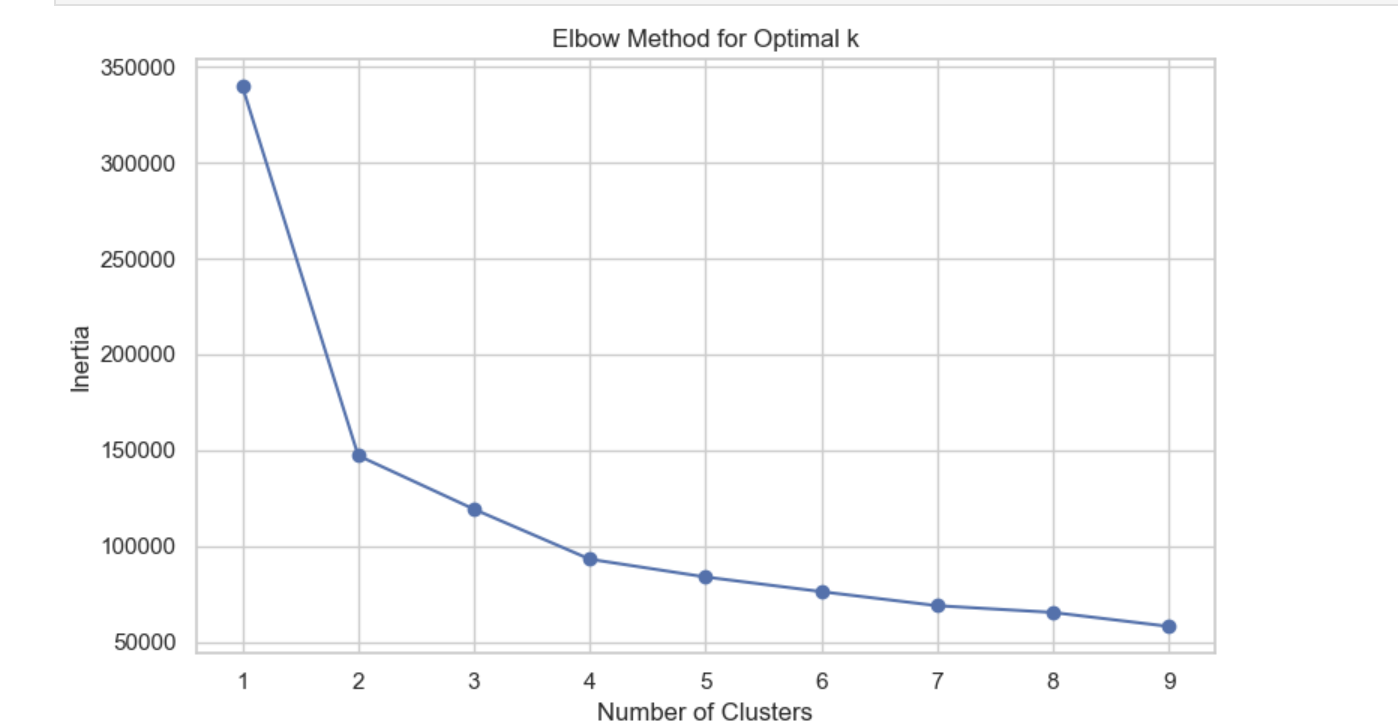 Elbow Method for Optimal k
350000
300000
250000
200000
150000
100000
50000
Inertia
1 2 3 4 5 6 7 8 9
Number of Clusters